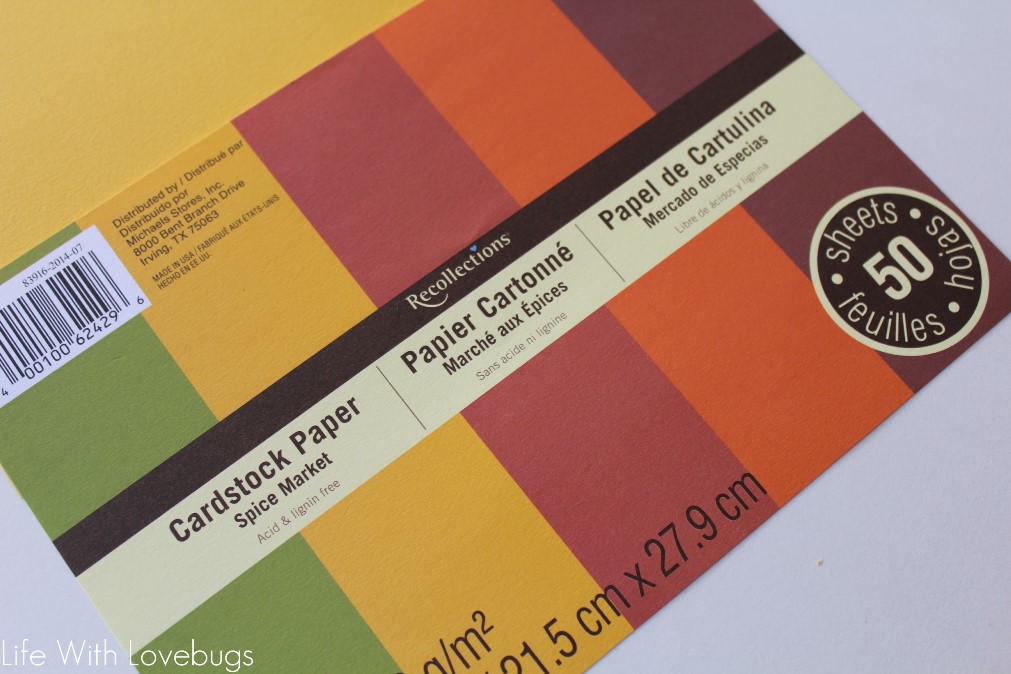 83916-2014-07
4 00100 62429 6
Distributed by / Distribué par
Distribuido por
Michaels Stores, Inc.
8000 Bent Branch Drive
Irving, TX 75063
MADE IN USA / FABRIQUÉ AUX ÉTATS-UNIS
HECHO EN EE.UU.
Recollections®
Cardstock Paper
Spice Market
Acid & lignin free
Papier Cartonné
Marché aux Épices
Sans acide ni lignine
Papel de Cartulina
Mercado de Especias
Libre de ácidos y lignina
• sheets • hojas • feuilles
50
g/m²
21.5 cm x 27.9 cm
Life With Lovebugs